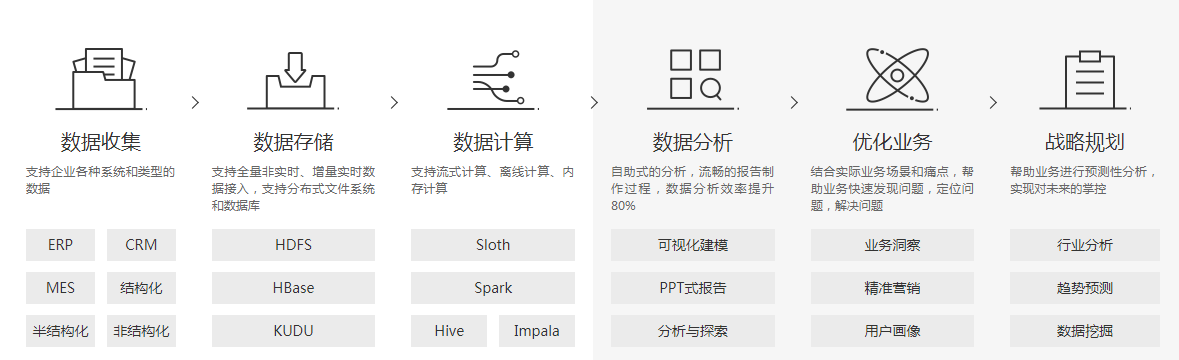 数据收集
支持企业各种系统和类型的
数据
ERP
CRM
MES
结构化
半结构化
非结构化
数据存储
支持全量非实时、增量实时数
据接入，支持分布式文件系统
和数据库
HDFS
HBase
KUDU
数据计算
支持流式计算、离线计算、内
存计算
Sloth
Spark
Hive
Impala
数据分析
自助式的分析，流畅的报告制
作过程，数据分析效率提升
80%
可视化建模
PPT式报告
分析与探索
优化业务
结合实际业务场景和痛点，帮
助业务快速发现问题，定位问
题，解决问题
业务洞察
精准营销
用户画像
战略规划
帮助业务进行预测性分析，
实现对未来的掌控
行业分析
趋势预测
数据挖掘